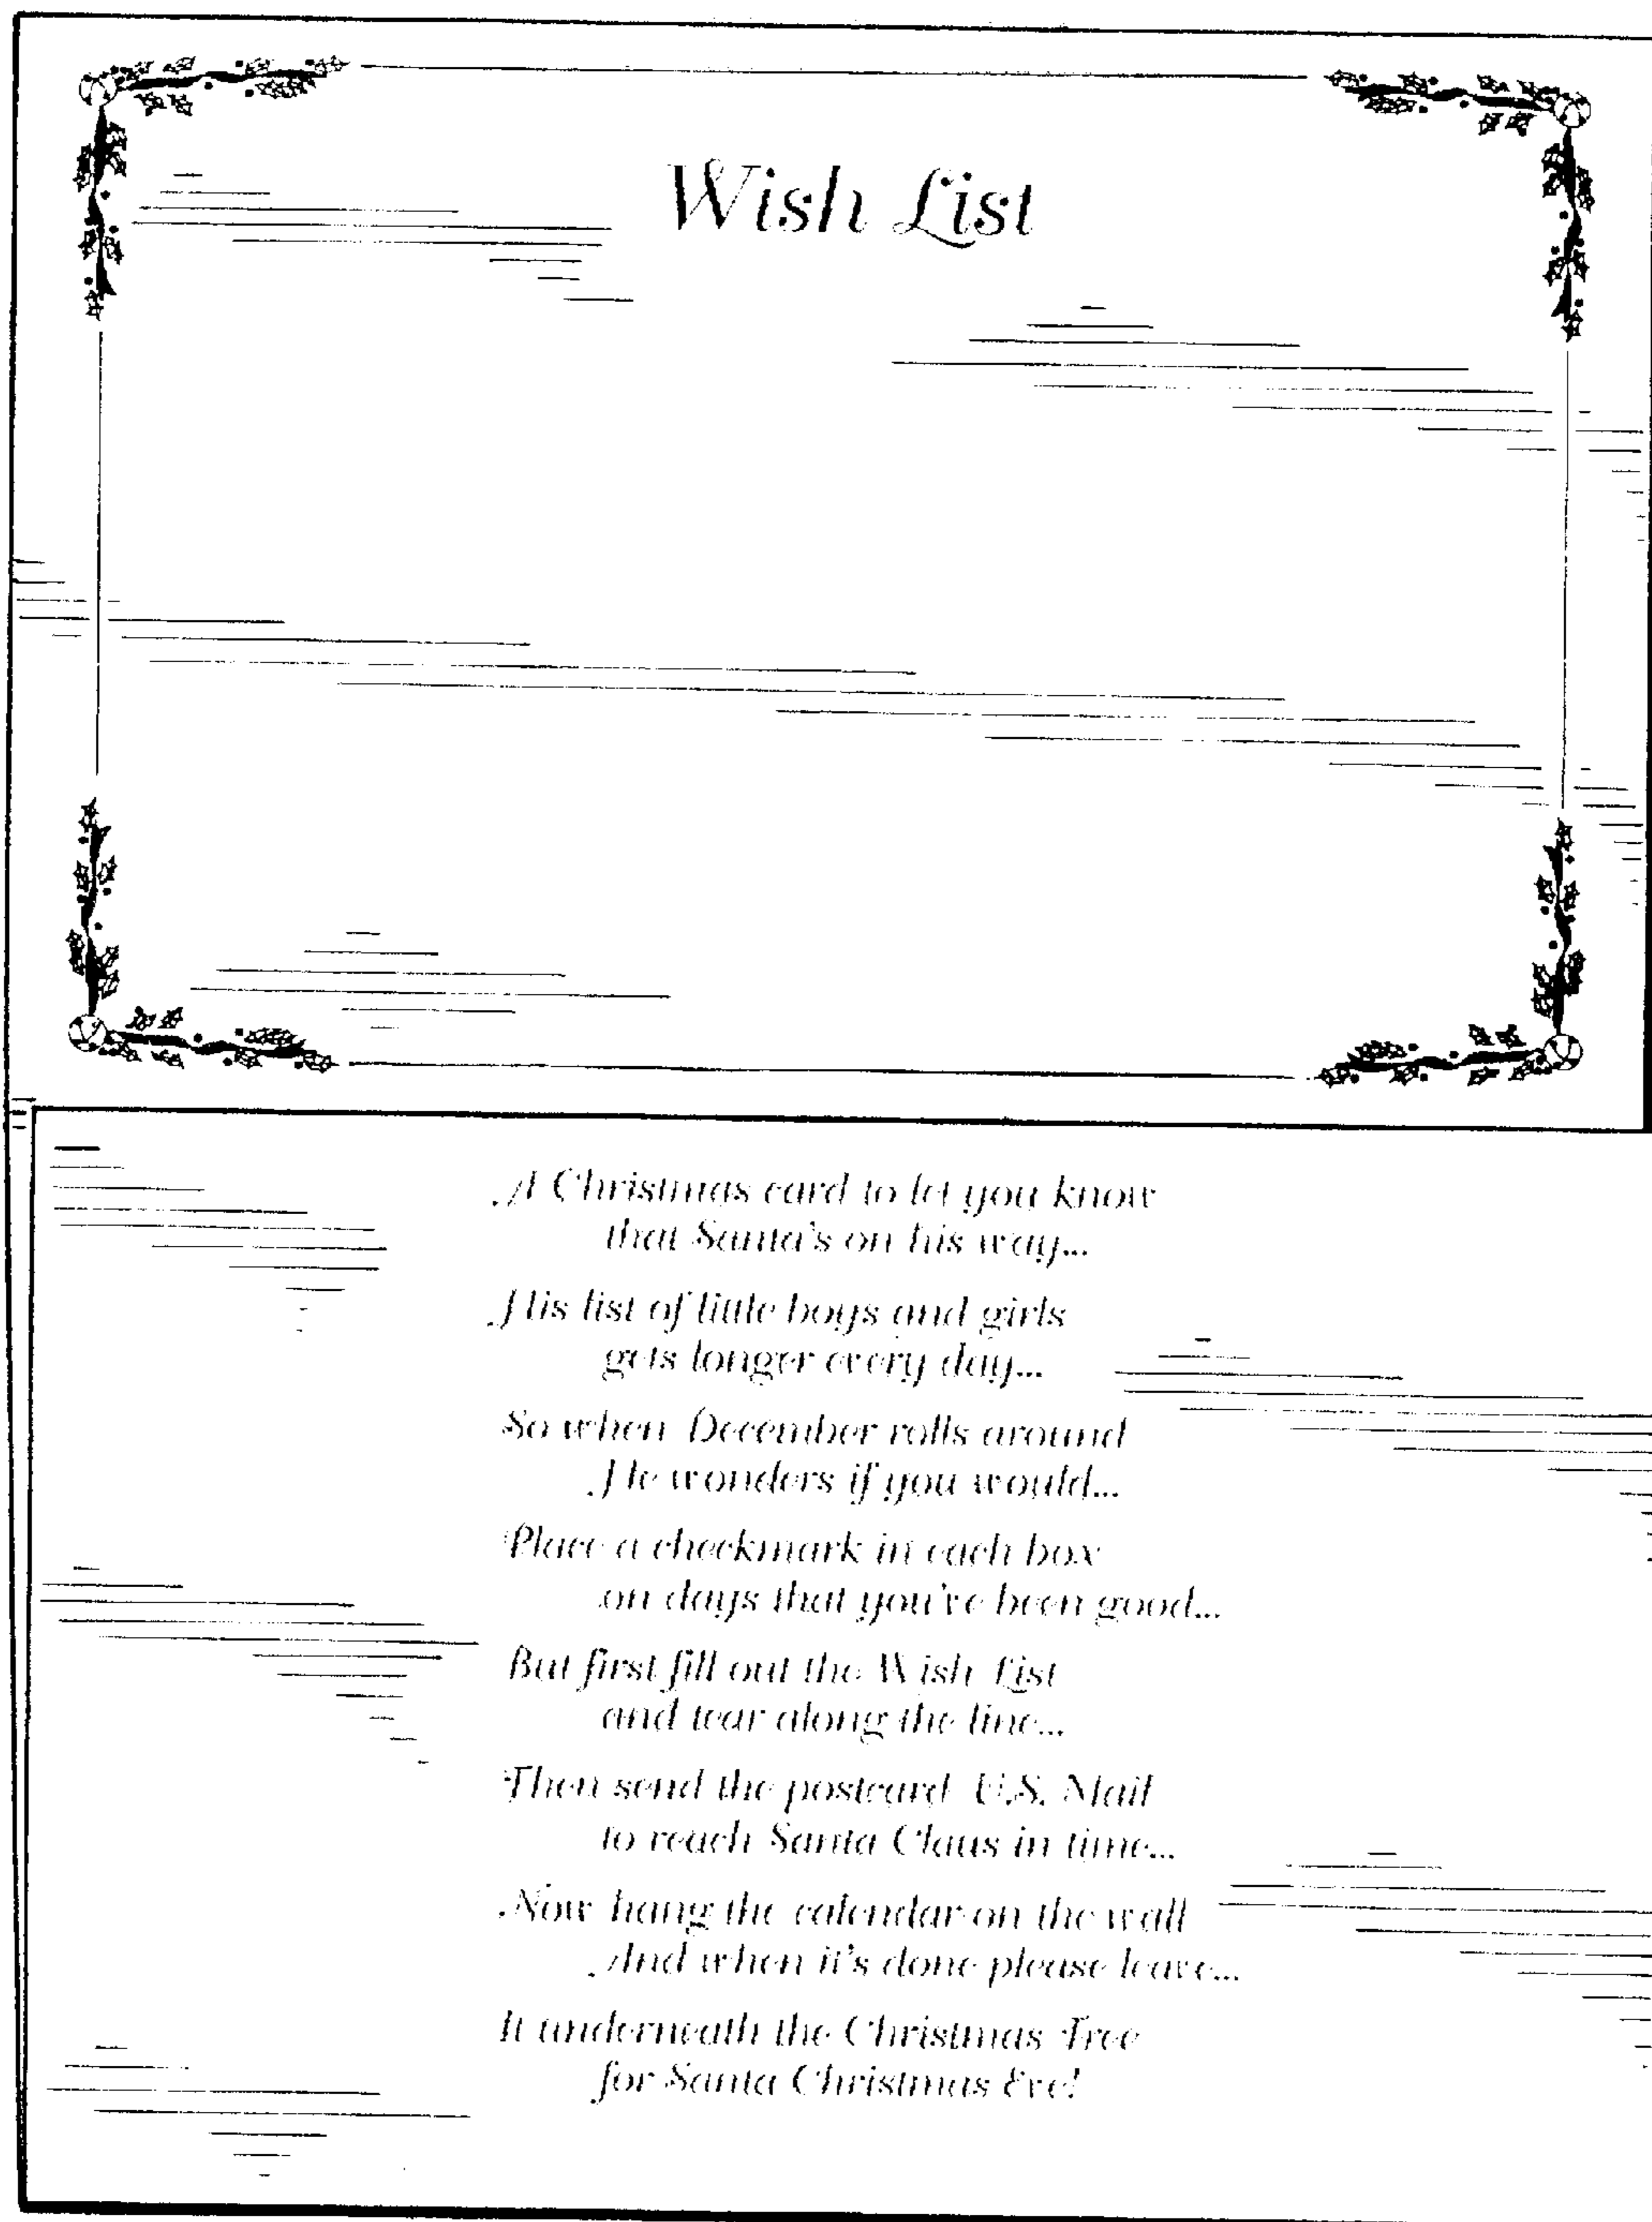 Wish List
A Christmas card to let you know
that Santa's on his way...
His list of little boys and girls
gets longer every day...
So when December rolls around
He wonders if you would...
Place a checkmark in each box
on days that you've been good...
But first fill out the Wish List
and tear along the line...
Then send the postcard U.S. Mail
to reach Santa Claus in time...
Now hang the calendar on the wall
And when it's done please leave...
It underneath the Christmas Tree
for Santa Christmas Eve!